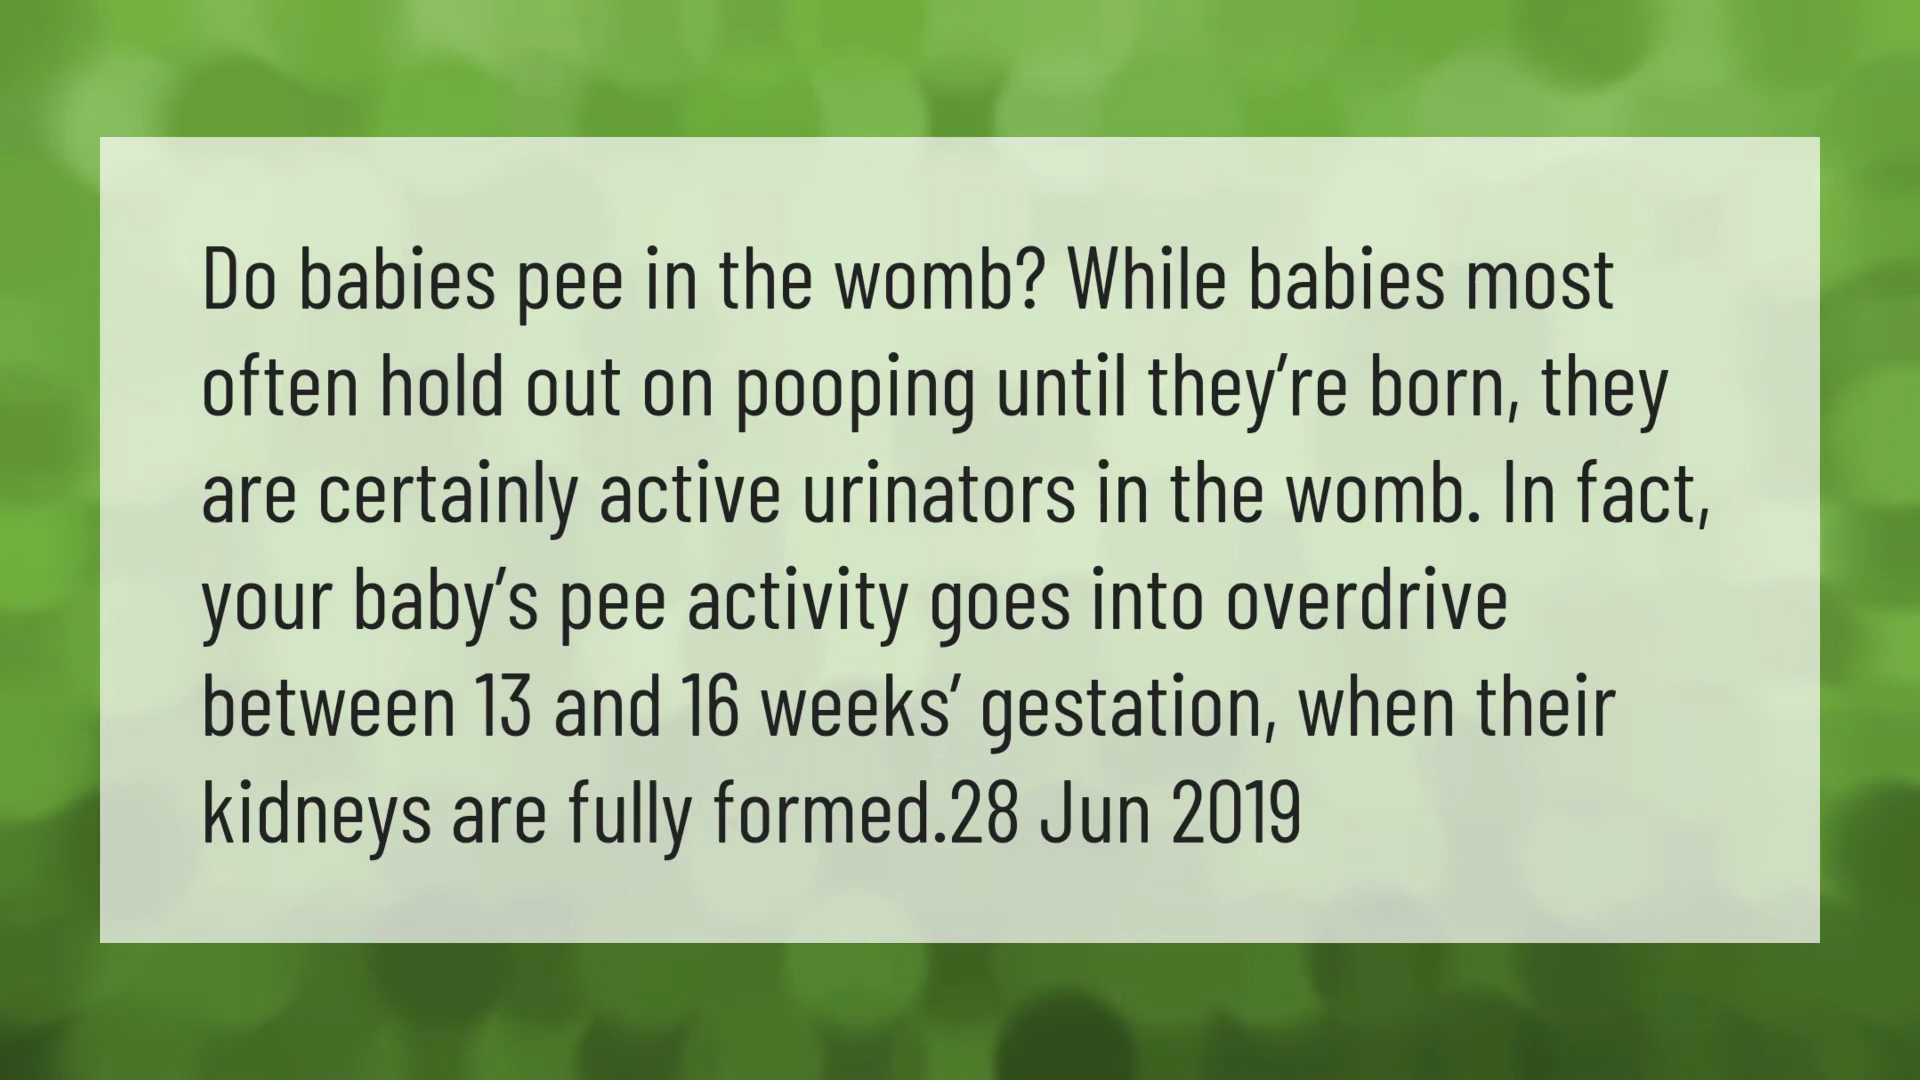 Do babies pee in the womb? While babies most
often hold out on pooping until they’re born, they
are certainly active urinators in the womb. In fact,
your baby’s pee activity goes into overdrive
between 13 and 16 weeks’ gestation, when their
kidneys are fully formed.28 Jun 2019